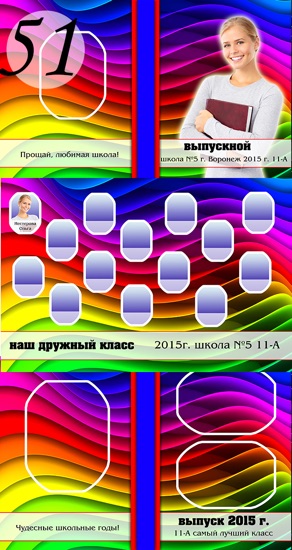 51
Прощай, любимая школа!
выпускной
школа №5 г. Воронеж 2015 г. 11-А
Ольга
наш дружный класс 2015г. школа №5 11-А
Чудесные школьные годы!
выпуск 2015 г.
11-А самый лучший класс